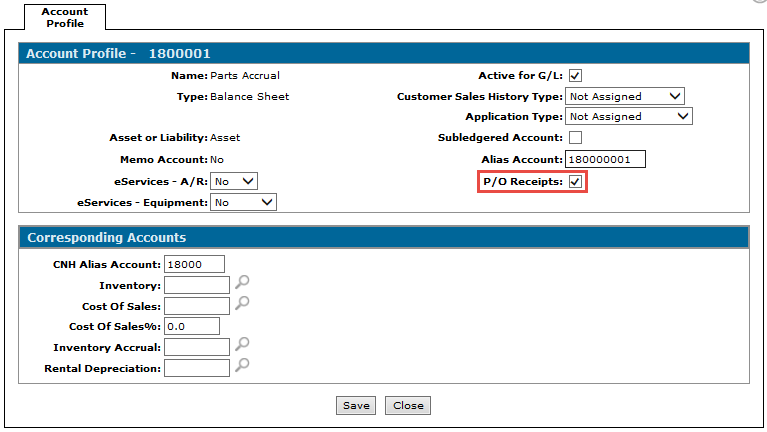 Account
Profile
Account Profile - 1800001
Name: Parts Accrual
Active for G/L:
Type: Balance Sheet
Customer Sales History Type: Not Assigned
Application Type: Not Assigned
Asset or Liability: Asset
Subledgered Account:
Memo Account: No
Alias Account: 180000001
eServices - A/R: No
P/O Receipts:
eServices - Equipment: No
Corresponding Accounts
CNH Alias Account: 18000
Inventory:
Cost Of Sales:
Cost Of Sales%: 0.0
Inventory Accrual:
Rental Depreciation:
Save Close